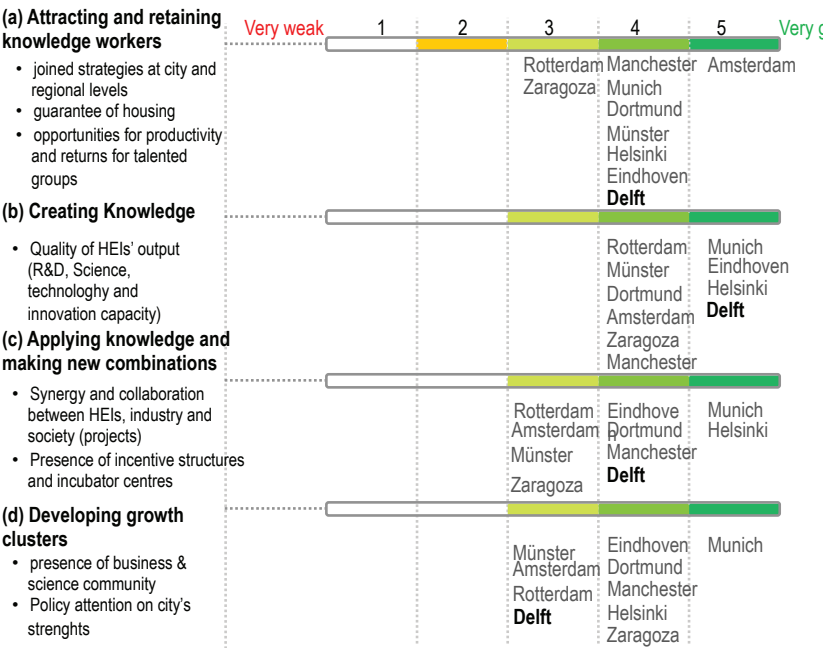 (a) Attracting and retaining
knowledge workers
Very weak 1 2 3 4 5 Very g
• joined strategies at city and
regional levels
• guarantee of housing
• opportunities for productivity
and returns for talented
groups
Rotterdam
Zaragoza
Manchester
Munich
Dortmund
Münster
Helsinki
Eindhoven
Delft
Amsterdam
(b) Creating Knowledge
• Quality of HEIs' output
(R&D, Science,
technologhy and
innovation capacity)
Rotterdam
Münster
Dortmund
Amsterdam
Zaragoza
Manchester
Munich
Eindhoven
Helsinki
Delft
(c) Applying knowledge and
making new combinations
• Synergy and collaboration
between HEIs, industry and
society (projects)
• Presence of incentive structures
and incubator centres
Rotterdam
Amsterdam
Münster
Zaragoza
Eindhove
n
Dortmund
Manchester
Delft
Munich
Helsinki
(d) Developing growth
clusters
• presence of business &
science community
• Policy attention on city's
strenghts
Münster
Amsterdam
Rotterdam
Delft
Eindhoven
Dortmund
Manchester
Helsinki
Zaragoza
Munich